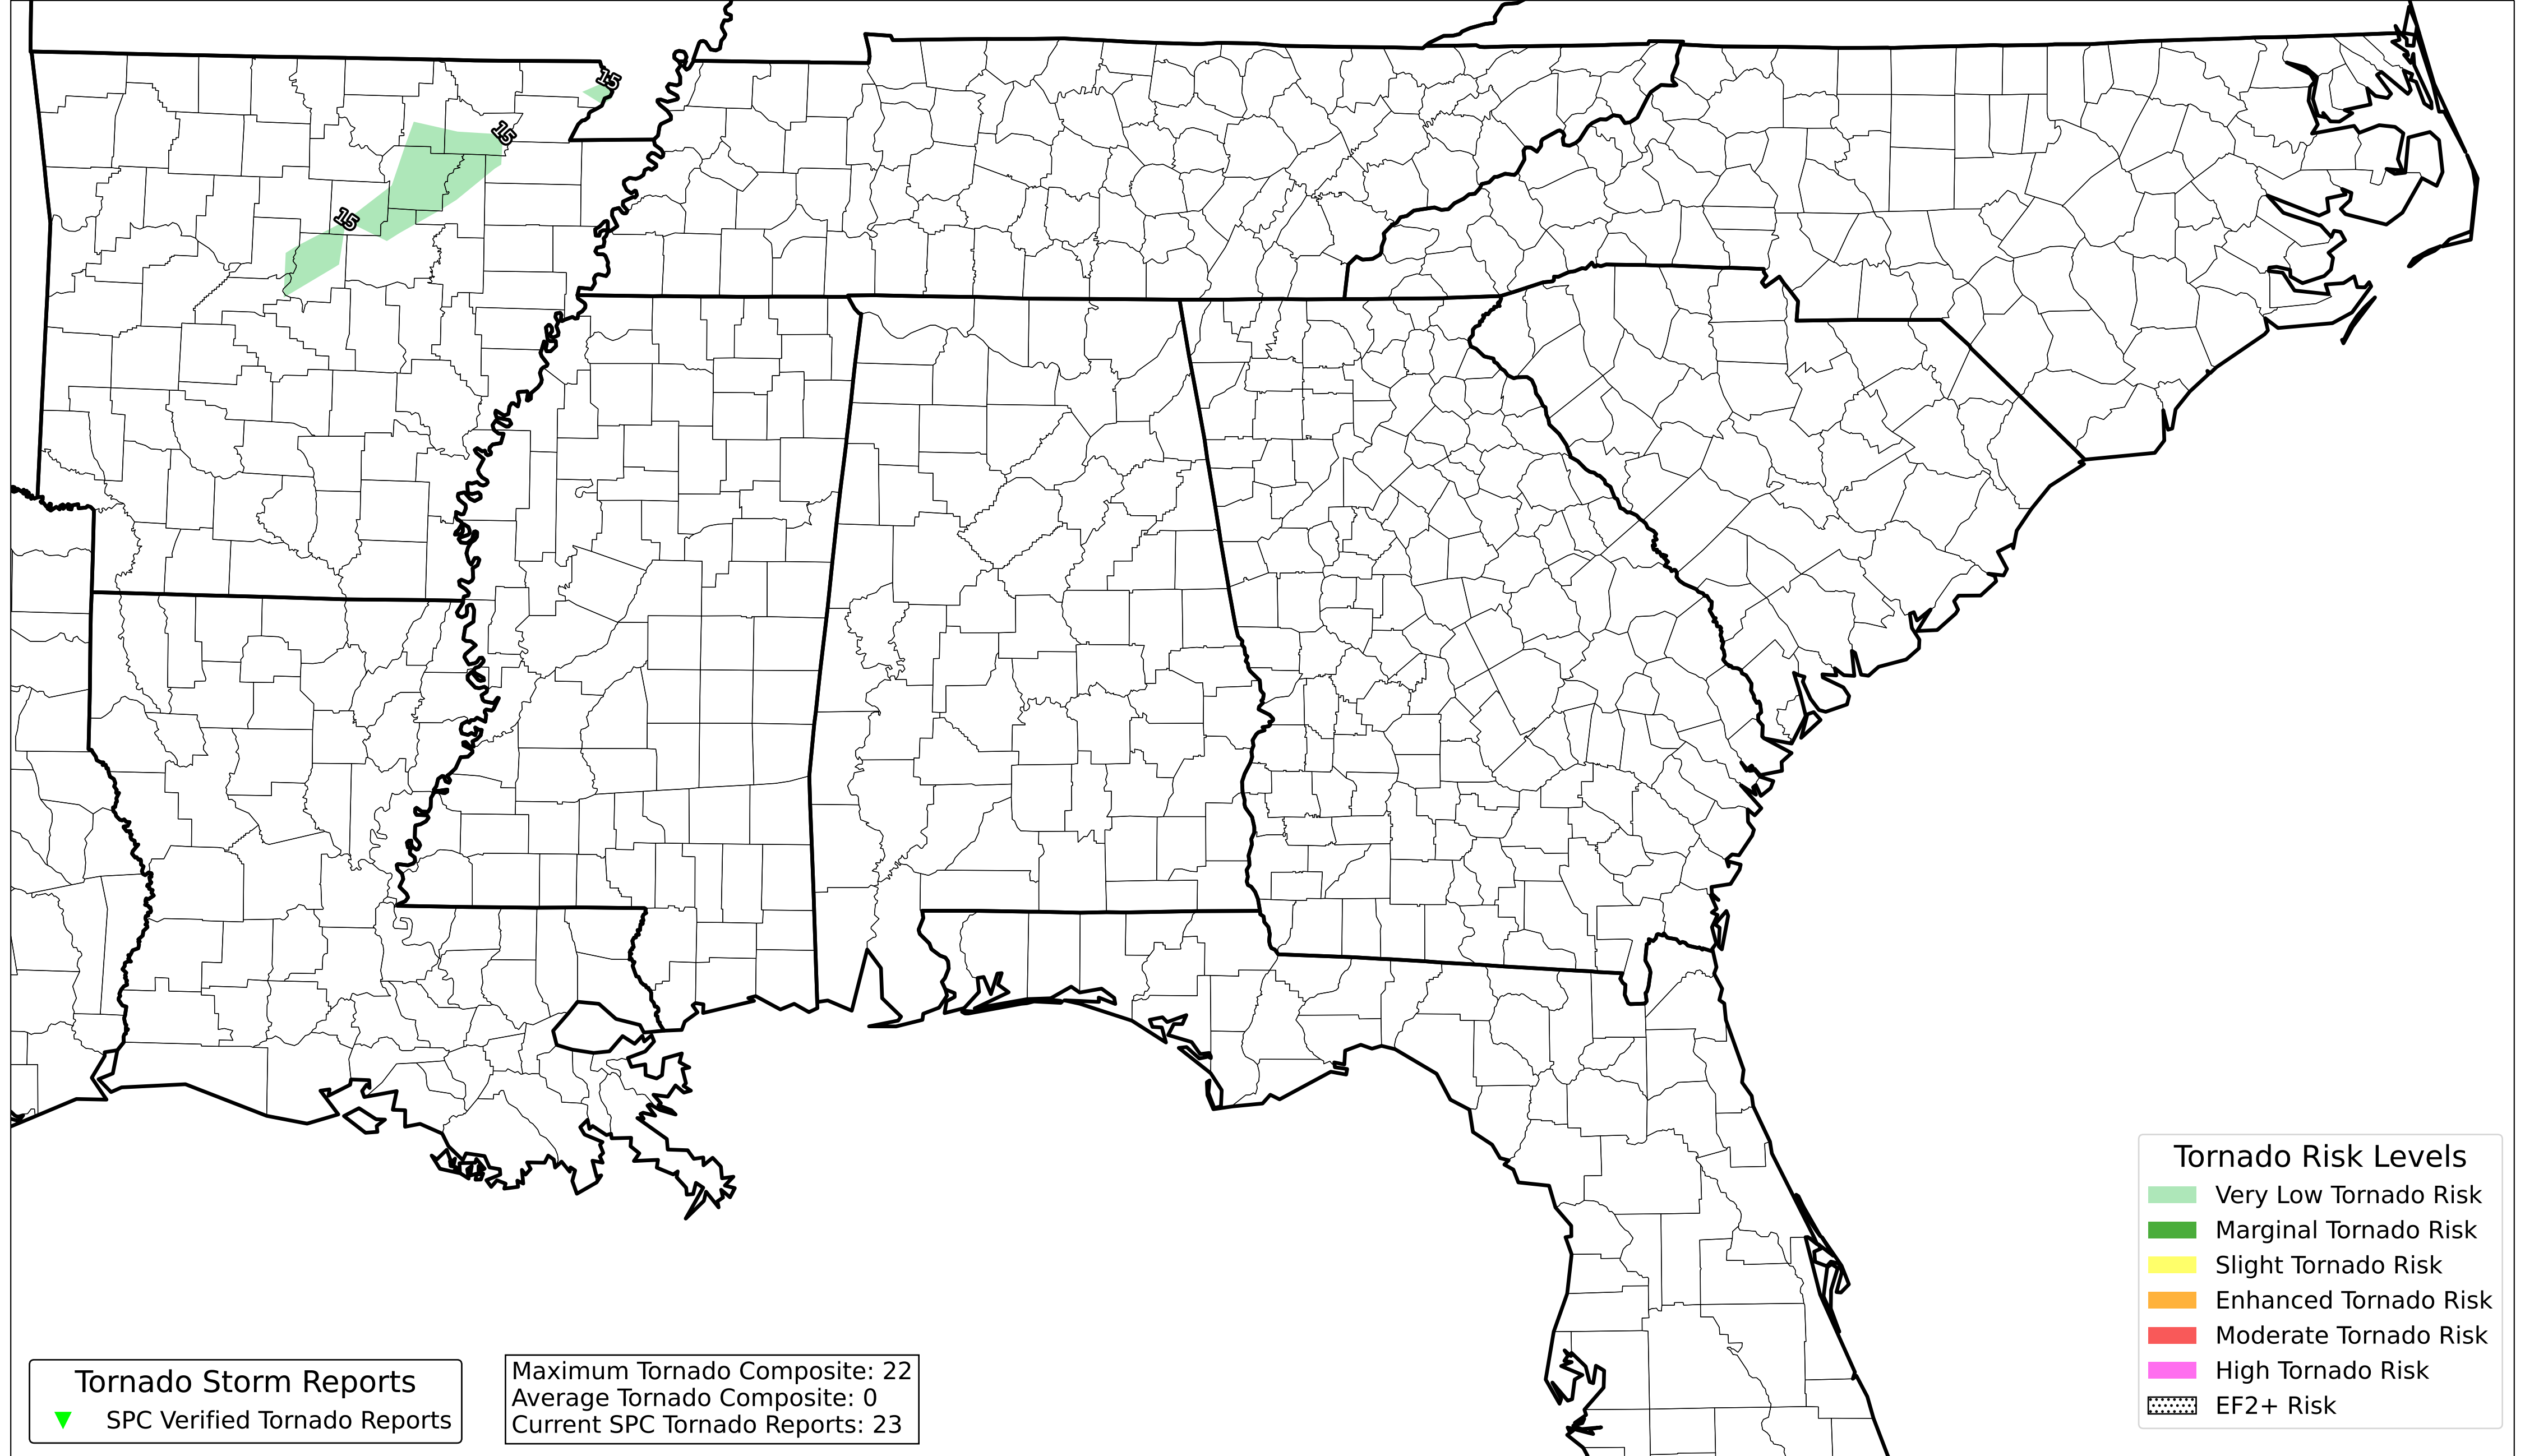 15
15
15
Tornado Risk Levels
Very Low Tornado Risk
Marginal Tornado Risk
Slight Tornado Risk
Enhanced Tornado Risk
Moderate Tornado Risk
High Tornado Risk
EF2+ Risk
Tornado Storm Reports
SPC Verified Tornado Reports
Maximum Tornado Composite: 22
Average Tornado Composite: 0
Current SPC Tornado Reports: 23